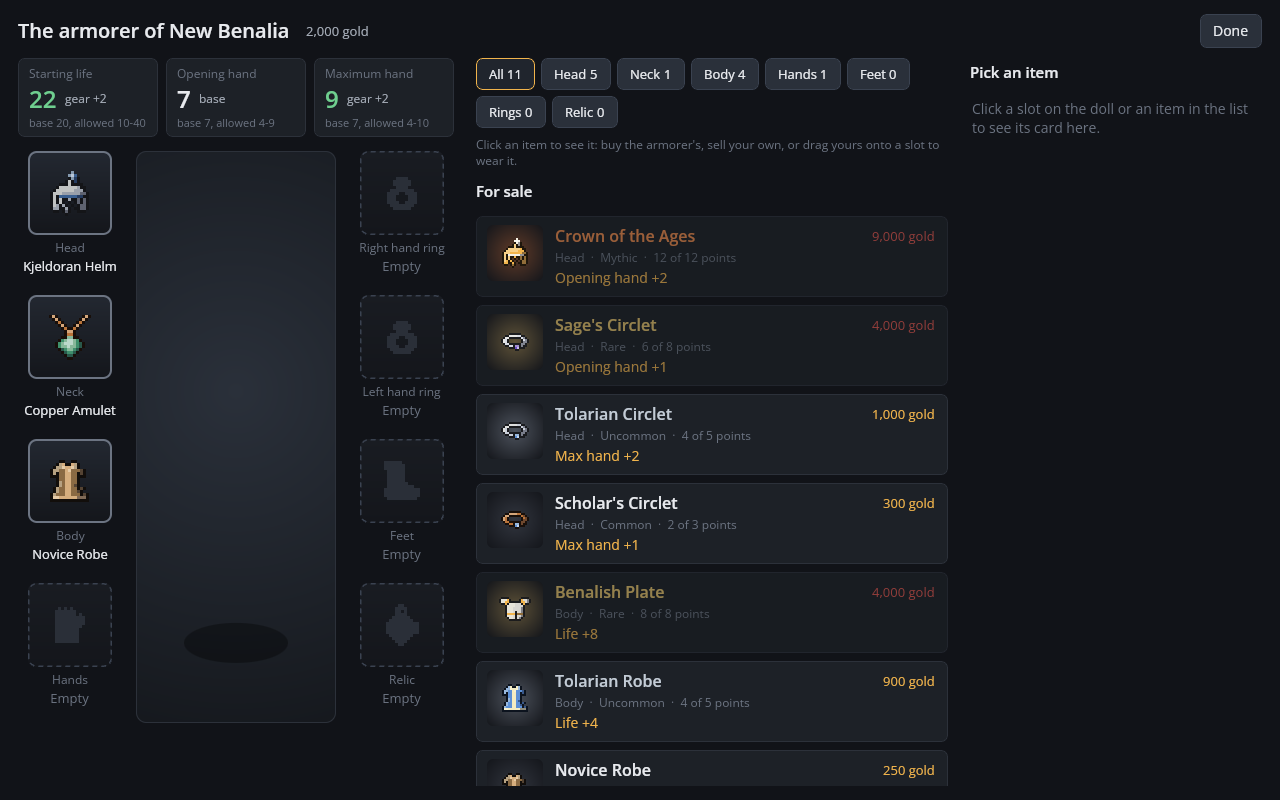 The armorer of New Benalia 2,000 gold
Done
Starting life
22 gear +2
base 20, allowed 10-40
Opening hand
7 base
base 7, allowed 4-9
Maximum hand
9 gear +2
base 7, allowed 4-10
Head
Kjeldoran Helm
Neck
Copper Amulet
Body
Novice Robe
Hands
Empty
Right hand ring
Empty
Left hand ring
Empty
Feet
Empty
Relic
Empty
All 11
Head 5
Neck 1
Body 4
Hands 1
Feet 0
Rings 0
Relic 0
Click an item to see it: buy the armorer's, sell your own, or drag yours onto a slot to
wear it.
For sale
Crown of the Ages 9,000 gold
Head · Mythic · 12 of 12 points
Opening hand +2
Sage's Circlet 4,000 gold
Head · Rare · 6 of 8 points
Opening hand +1
Tolarian Circlet 1,000 gold
Head · Uncommon · 4 of 5 points
Max hand +2
Scholar's Circlet 300 gold
Head · Common · 2 of 3 points
Max hand +1
Benalish Plate 4,000 gold
Body · Rare · 8 of 8 points
Life +8
Tolarian Robe 900 gold
Body · Uncommon · 4 of 5 points
Life +4
Novice Robe 250 gold
Pick an item
Click a slot on the doll or an item in the list
to see its card here.